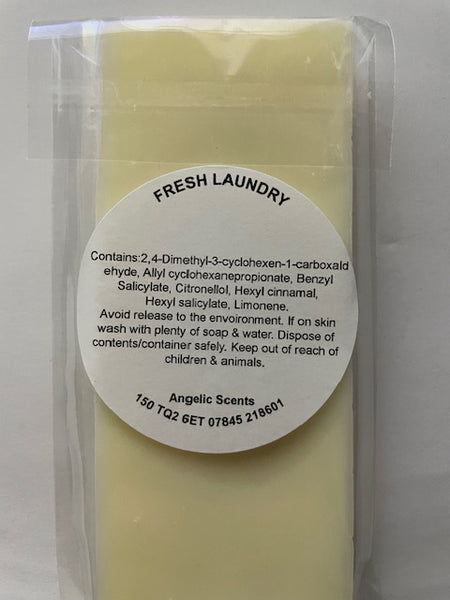 FRESH LAUNDRY
Contains:2,4-Dimethyl-3-cyclohexen-1-carboxald
ehyde, Allyl cyclohexanepropionate, Benzyl
Salicylate, Citronellol, Hexyl cinnamal,
Hexyl salicylate, Limonene.
Avoid release to the envoironment. If on skin
wash with plenty of soap & water. Dispose of
contents/container safely. Keep out of reach of
children & animals.
Angelic Scents
150 TQ2 6ET 07845 218601